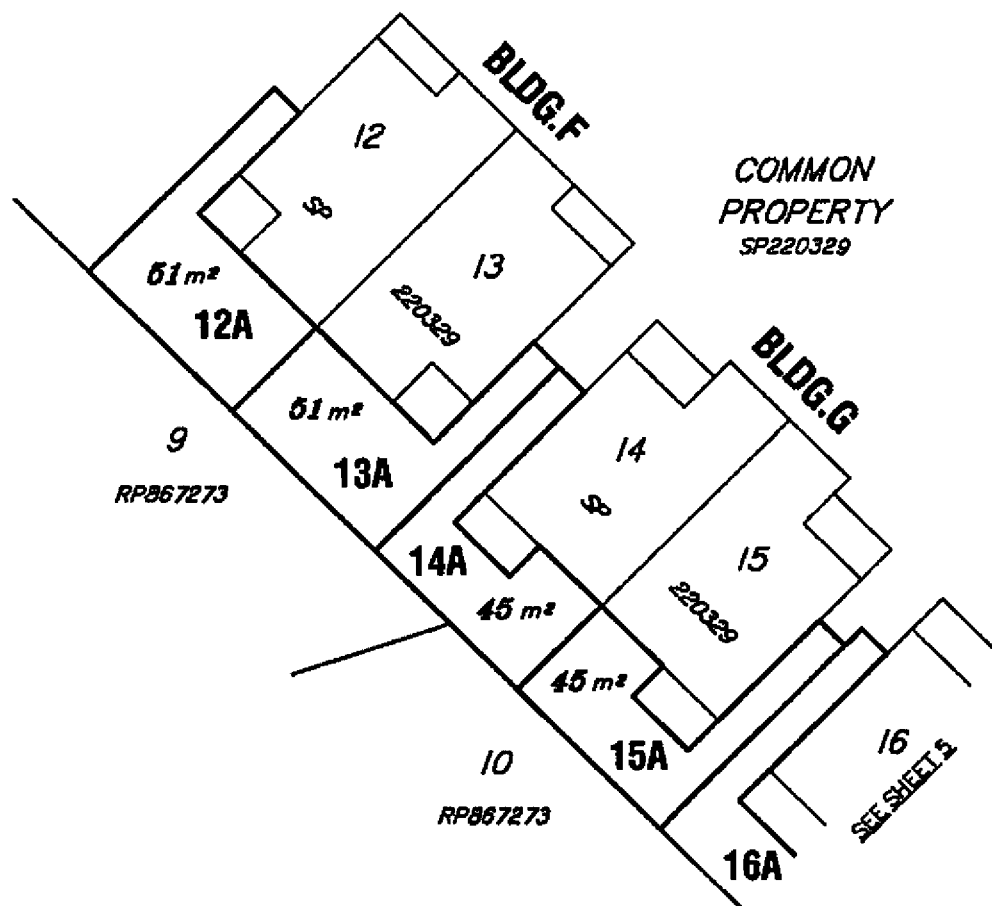 BLDG.F
12
SP
COMMON
PROPERTY
SP220329
13
220329
51 m²
12A
BLDG.G
51 m²
13A
9
RP867273
14
SP
14A
15
220329
45 m²
45 m²
15A
10
RP867273
16
SEE SHEET 5
16A